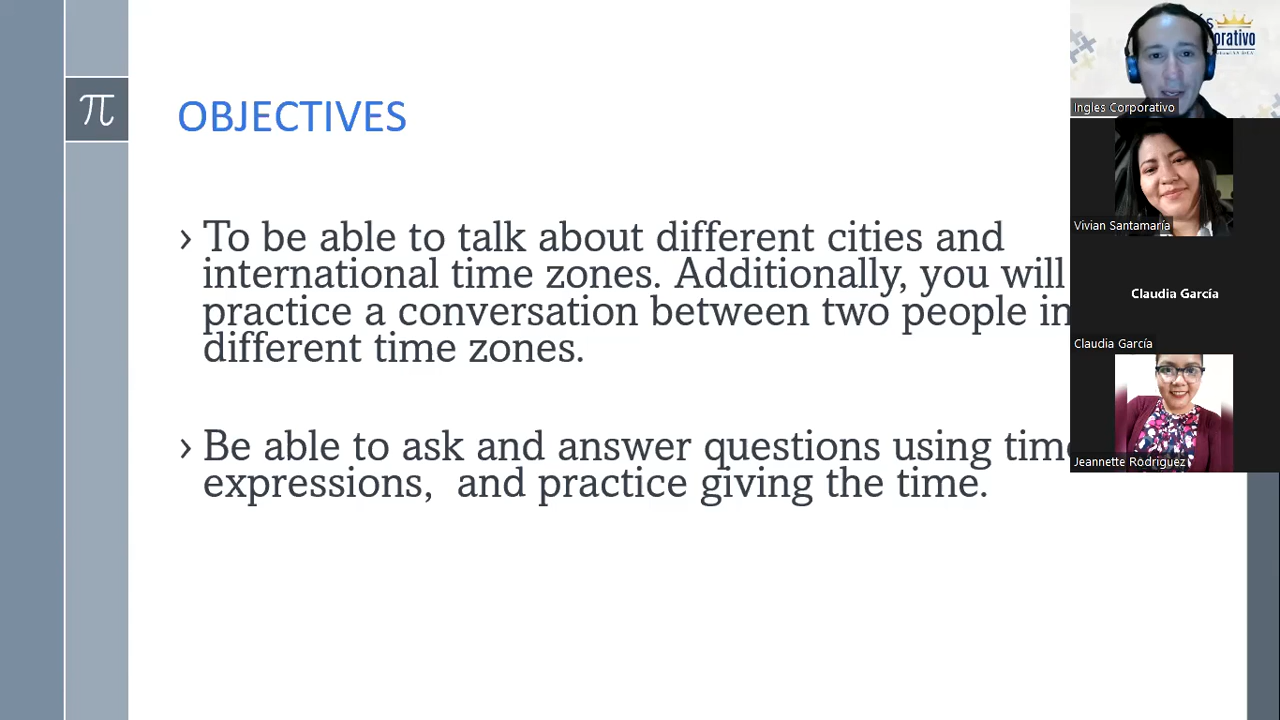 π
OBJECTIVES
› To be able to talk about different cities and
international time zones. Additionally, you will
practice a conversation between two people in
different time zones.
› Be able to ask and answer questions using time
expressions,  and practice giving the time.
Ingles Corporativo
Vivian Santamaría
Claudia García
Claudia García
Jeannette Rodriguez